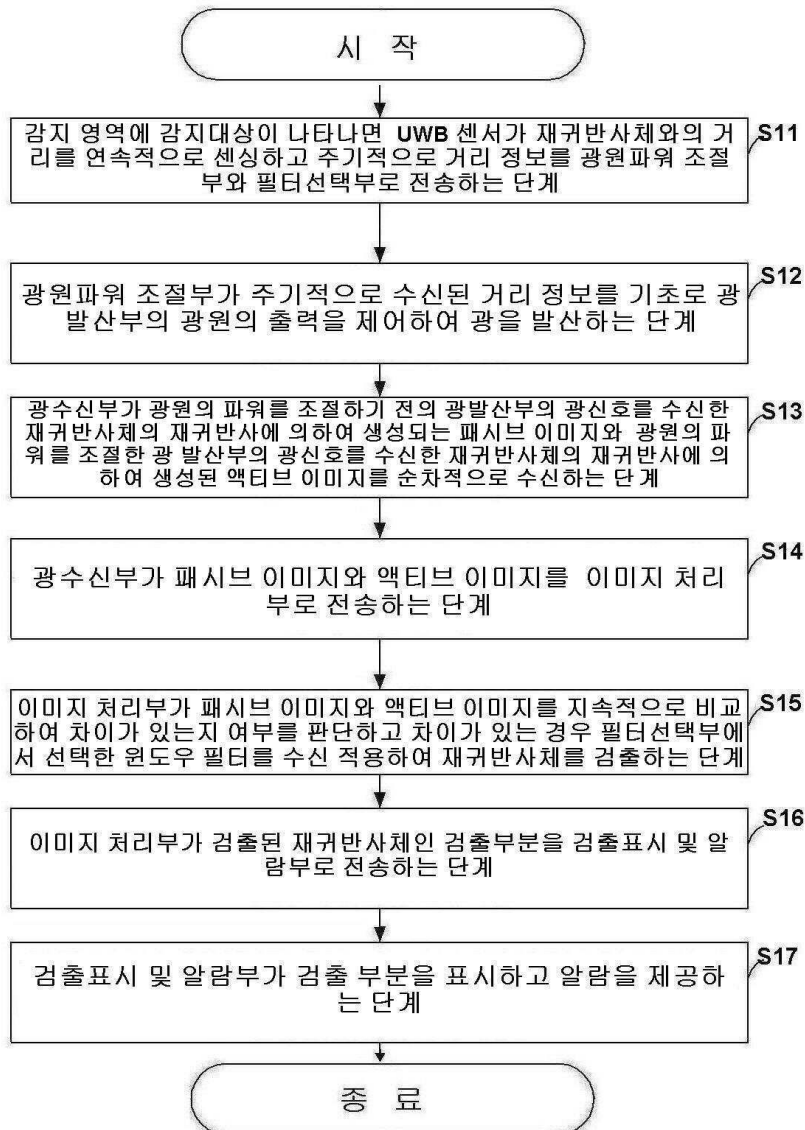 시 작
감지 영역에 감지대상이 나타나면 UWB 센서가 재귀반사체와의 거
리를 연속적으로 센싱하고 주기적으로 거리 정보를 광원파워 조절
부와 필터선택부로 전송하는 단계
S11
광원파워 조절부가 주기적으로 수신된 거리 정보를 기초로 광
발산부의 광원의 출력을 제어하여 광을 발산하는 단계
S12
광수신부가 광원의 파워를 조절하기 전의 광발산부의 광신호를 수신한
재귀반사체의 재귀반사에 의하여 생성되는 패시브 이미지와 광원의 파
워를 조절한 광 발산부의 광신호를 수신한 재귀반사체의 재귀반사에 의
하여 생성된 액티브 이미지를 순차적으로 수신하는 단계
S13
광수신부가 패시브 이미지와 액티브 이미지를 이미지 처리
부로 전송하는 단계
S14
이미지 처리부가 패시브 이미지와 액티브 이미지를 지속적으로 비교
하여 차이가 있는지 여부를 판단하고 차이가 있는 경우 필터선택부에
서 선택한 윈도우 필터를 수신 적용하여 재귀반사체를 검출하는 단계
S15
이미지 처리부가 검출된 재귀반사체인 검출부분을 검출표시 및 알
람부로 전송하는 단계
S16
검출표시 및 알람부가 검출 부분을 표시하고 알람을 제공하
는 단계
S17
종 료